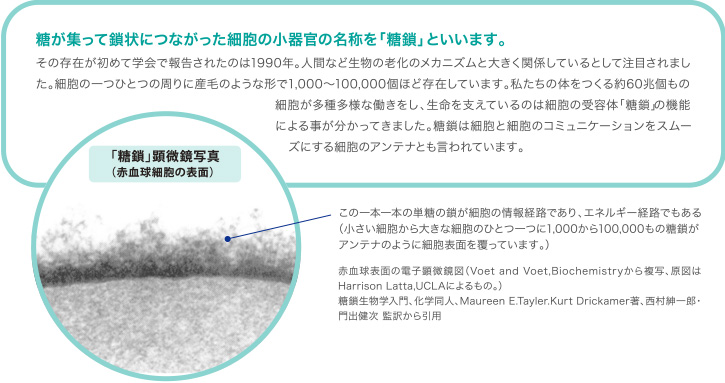 糖が集って鎖状につながった細胞の小器官の名称を「糖鎖」といいます。
その存在が初めて学会で報告されたのは1990年。人間など生物の老化のメカニズムと大きく関係しているとして注目されまし
た。細胞の一つひとつの周りに産毛のような形で1,000〜100,000個ほど存在しています。私たちの体をつくる約60兆個もの
細胞が多種多様な働きをし、生命を支えているのは細胞の受容体「糖鎖」の機能
による事が分かってきました。糖鎖は細胞と細胞のコミュニケーションをスムー
ズにする細胞のアンテナとも言われています。
「糖鎖」顕微鏡写真
（赤血球細胞の表面）
この一本一本の単糖の鎖が細胞の情報経路であり、エネルギー経路でもある
（小さい細胞から大きな細胞のひとつ一つに1,000から100,000もの糖鎖が
アンテナのように細胞表面を覆っています。）
赤血球表面の電子顕微鏡図（Voet and Voet,Biochemistryから複写、原図は
Harrison Latta,UCLAによるもの。）
糖鎖生物学入門、化学同人、Maureen E.Tayler.Kurt Drickamer著、西村紳一郎・
門出健次 監訳から引用